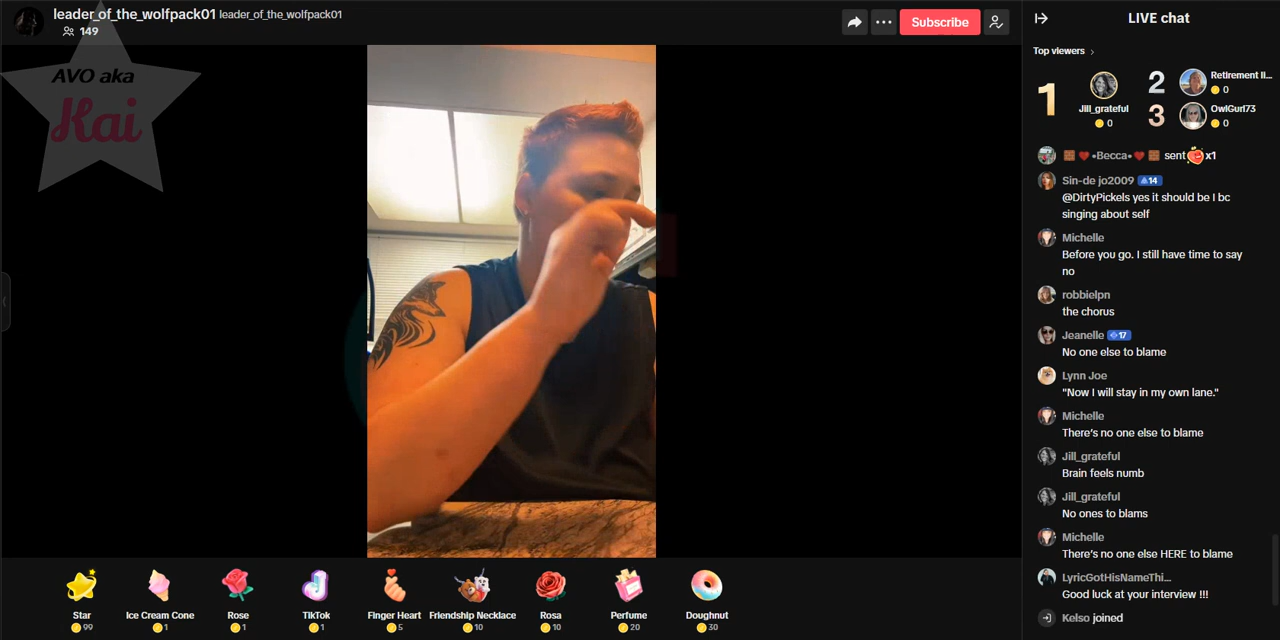 leader_of_the_wolfpack01 leader_of_the_wolfpack01
149
Subscribe
AVO aka
Kai
LIVE chat
Top viewers
1
Jill_grateful
0
2
Retirement li...
0
3
OwlGurl73
0
•Becca• sent x1
Sin-de jo2009 14
@DirtyPickels yes it should be I bc
singing about self
Michelle
Before you go. I still have time to say
no
robbielpn
the chorus
Jeanelle 17
No one else to blame
Lynn Joe
"Now I will stay in my own lane."
Michelle
There's no one else to blame
Jill_grateful
Brain feels numb
Jill_grateful
No ones to blams
Michelle
There's no one else HERE to blame
LyricGotHisNameThi...
Good luck at your interview !!!
Kelso joined
Star
99
Ice Cream Cone
1
Rose
1
TikTok
1
Finger Heart
5
Friendship Necklace
10
Rosa
10
Perfume
20
Doughnut
30